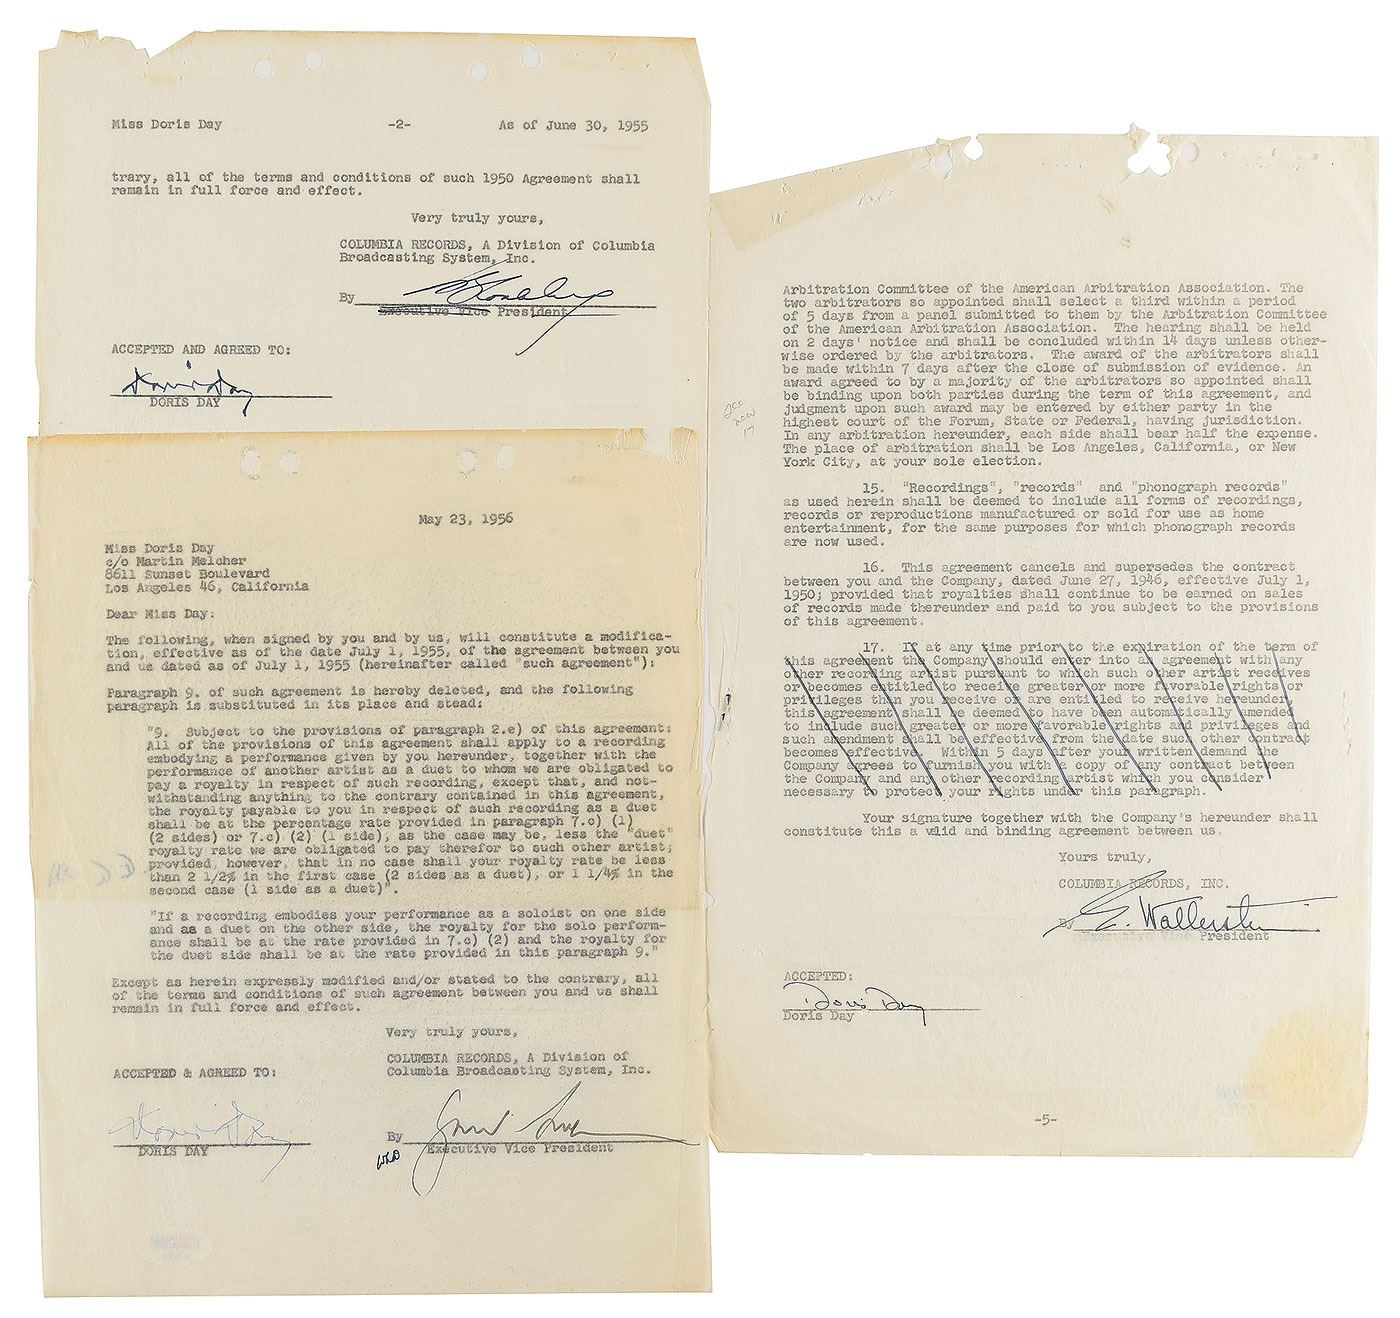 Miss Doris Day -2- As of June 30, 1955
trary, all of the terms and conditions of such 1950 Agreement shall
remain in full force and effect.
Very truly yours,
COLUMBIA RECORDS, A Division of Columbia
Broadcasting System, Inc.
By
Executive Vice President
ACCEPTED AND AGREED TO:
Doris Day
DORIS DAY
May 23, 1956
Miss Doris Day
c/o Martin Melcher
8611 Sunset Boulevard
Los Angeles 46, California
Dear Miss Day:
The following, when signed by you and by us, will constitute a modifica-
tion, effective as of the date July 1, 1955, of the agreement between you
and us dated as of July 1, 1955 (hereinafter called "such agreement"):
Paragraph 9. of such agreement is hereby deleted, and the following
paragraph is substituted in its place and stead:
"9. Subject to the provisions of paragraph 2.e) of this agreement:
All of the provisions of this agreement shall apply to a recording
embodying a performance given by you hereunder, together with the
performance of another artist as a duet to whom we are obligated to
pay a royalty in respect of such recording, except that, and not-
withstanding anything to the contrary contained in this agreement,
the royalty payable to you in respect of such recording as a duet
shall be at the percentage rate provided in paragraph 7.c) (1)
(2 sides) or 7.c) (2) (1 side), as the case may be, less the "duet"
royalty rate we are obligated to pay therefor to such other artist;
provided, however, that in no case shall your royalty rate be less
than 2 1/2% in the first case (2 sides as a duet), or 1 1/4% in the
second case (1 side as a duet)".
"If a recording embodies your performance as a soloist on one side
and as a duet on the other side, the royalty for the solo perform-
ance shall be at the rate provided in 7.c) (2) and the royalty for
the duet side shall be at the rate provided in this paragraph 9."
Except as herein expressly modified and/or stated to the contrary, all
of the terms and conditions of such agreement between you and us shall
remain in full force and effect.
Very truly yours,
COLUMBIA RECORDS, A Division of
Columbia Broadcasting System, Inc.
ACCEPTED & AGREED TO:
Doris Day
DORIS DAY
By
Executive Vice President
Arbitration Committee of the American Arbitration Association. The
two arbitrators so appointed shall select a third within a period
of 5 days from a panel submitted to them by the Arbitration Committee
of the American Arbitration Association. The hearing shall be held
on 2 days' notice and shall be concluded within 14 days unless other-
wise ordered by the arbitrators. The award of the arbitrators shall
be made within 7 days after the close of submission of evidence. An
award agreed to by a majority of the arbitrators so appointed shall
be binding upon both parties during the term of this agreement, and
judgment upon such award may be entered by either party in the
highest court of the Forum, State or Federal, having jurisdiction.
In any arbitration hereunder, each side shall bear half the expense.
The place of arbitration shall be Los Angeles, California, or New
York City, at your sole election.
see
new
17
15. "Recordings", "records" and "phonograph records"
as used herein shall be deemed to include all forms of recordings,
records or reproductions manufactured or sold for use as home
entertainment, for the same purposes for which phonograph records
are now used.
16. This agreement cancels and supersedes the contract
between you and the Company, dated June 27, 1946, effective July 1,
1950; provided that royalties shall continue to be earned on sales
of records made thereunder and paid to you subject to the provisions
of this agreement.
17. If at any time prior to the expiration of the term of
this agreement the Company should enter into an agreement with any
other recording artist pursuant to which such other artist receives
or becomes entitled to receive greater or more favorable rights or
privileges than you receive or are entitled to receive hereunder,
this agreement shall be deemed to have been automatically amended
to include such greater or more favorable rights and privileges and
such amendment shall be effective from the date such other contract
becomes effective. Within 5 days after your written demand the
Company agrees to furnish you with a copy of any contract between
the Company and any other recording artist which you consider
necessary to protect your rights under this paragraph.
Your signature together with the Company's hereunder shall
constitute this a valid and binding agreement between us.
Yours truly,
COLUMBIA RECORDS, INC.
By E. Wallerstein
Executive Vice President
ACCEPTED:
Doris Day
Doris Day
-5-